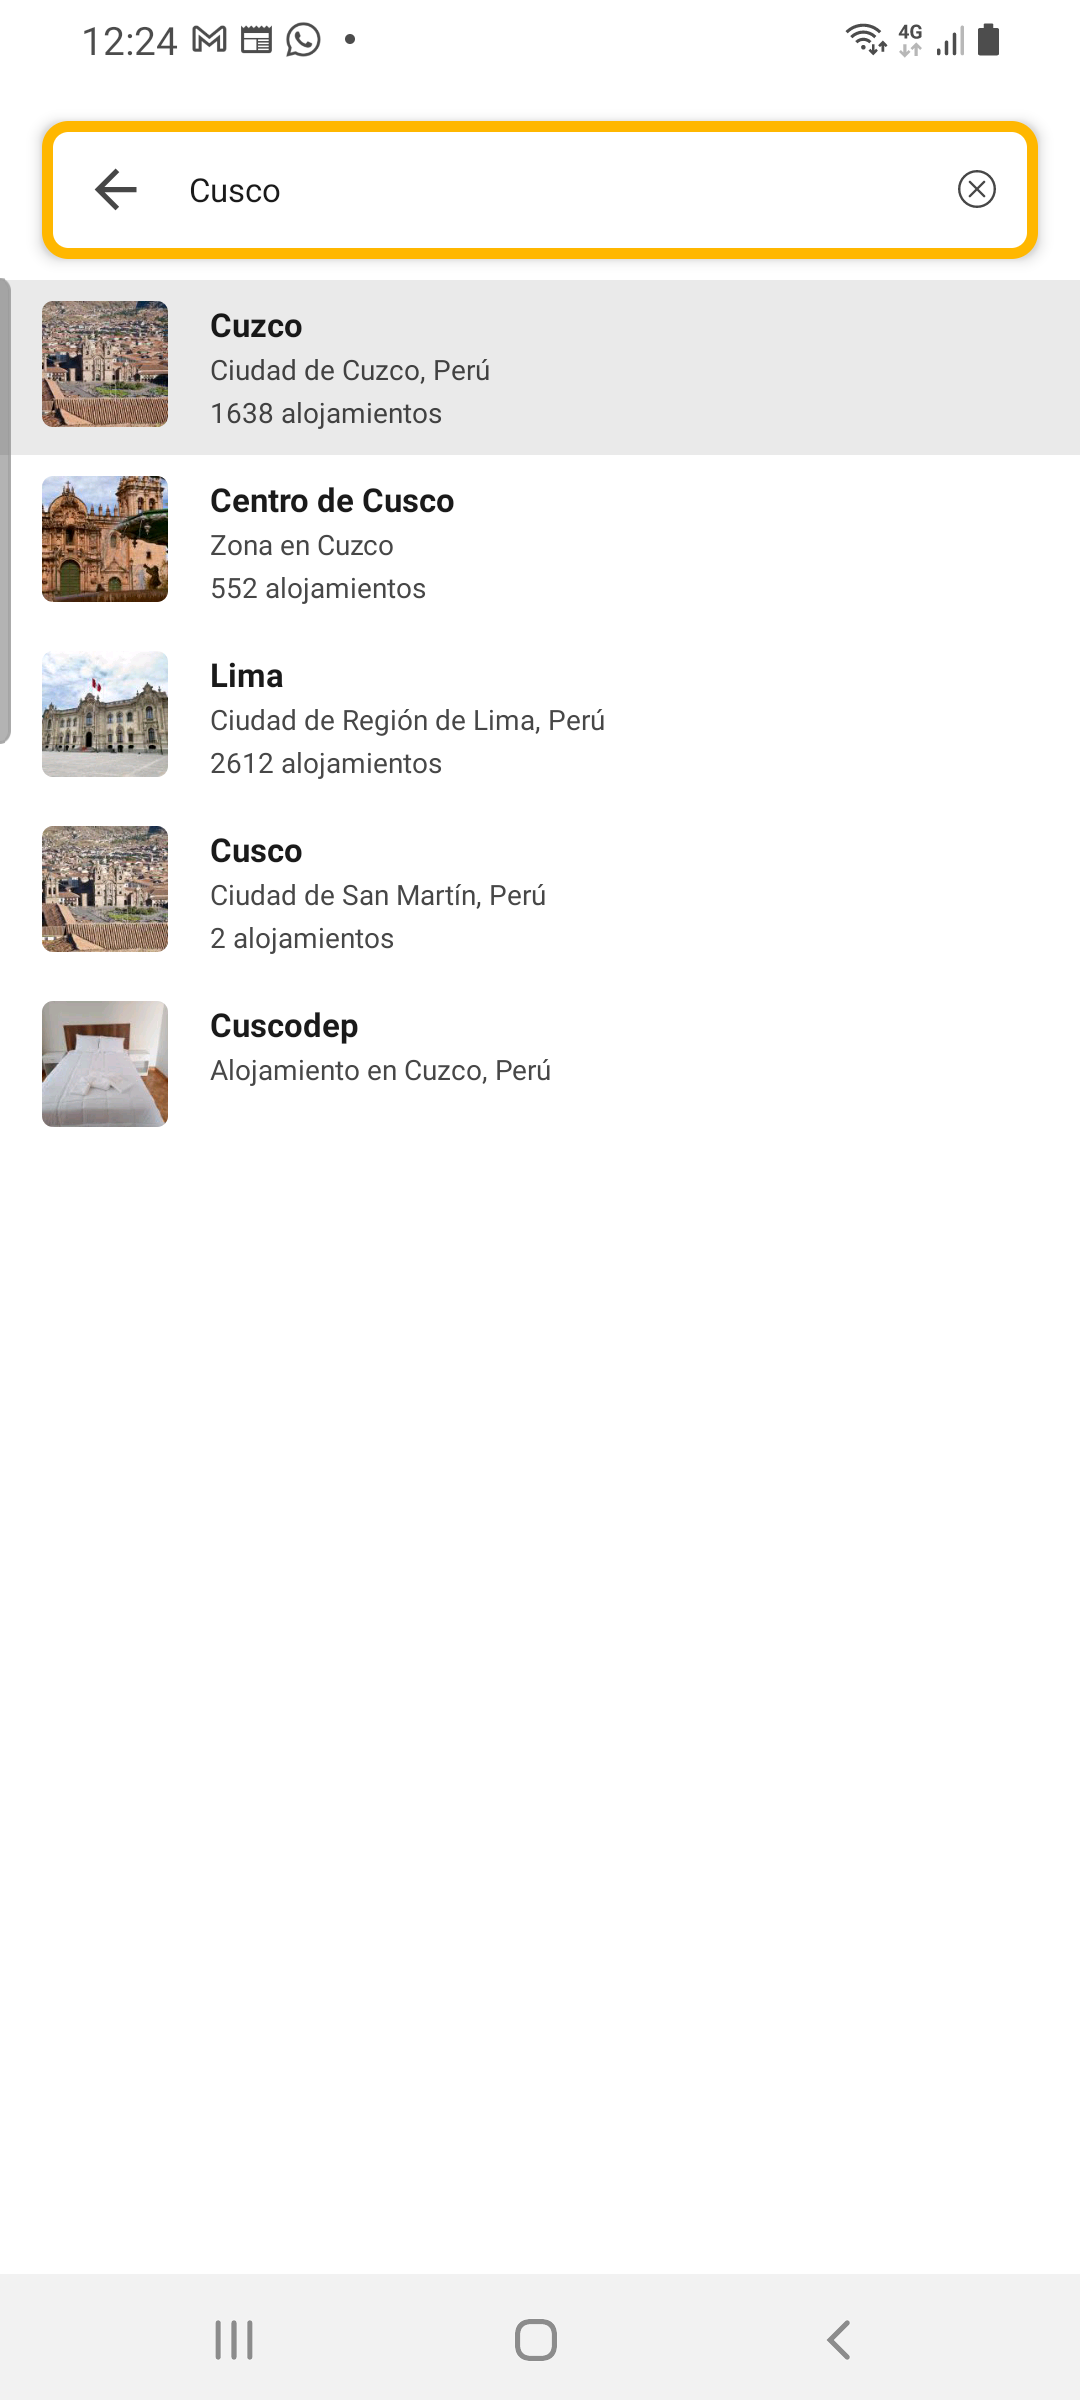 12:24
4G
Cusco
Cuzco
Ciudad de Cuzco, Perú
1638 alojamientos
Centro de Cusco
Zona en Cuzco
552 alojamientos
Lima
Ciudad de Región de Lima, Perú
2612 alojamientos
Cusco
Ciudad de San Martín, Perú
2 alojamientos
Cuscodep
Alojamiento en Cuzco, Perú